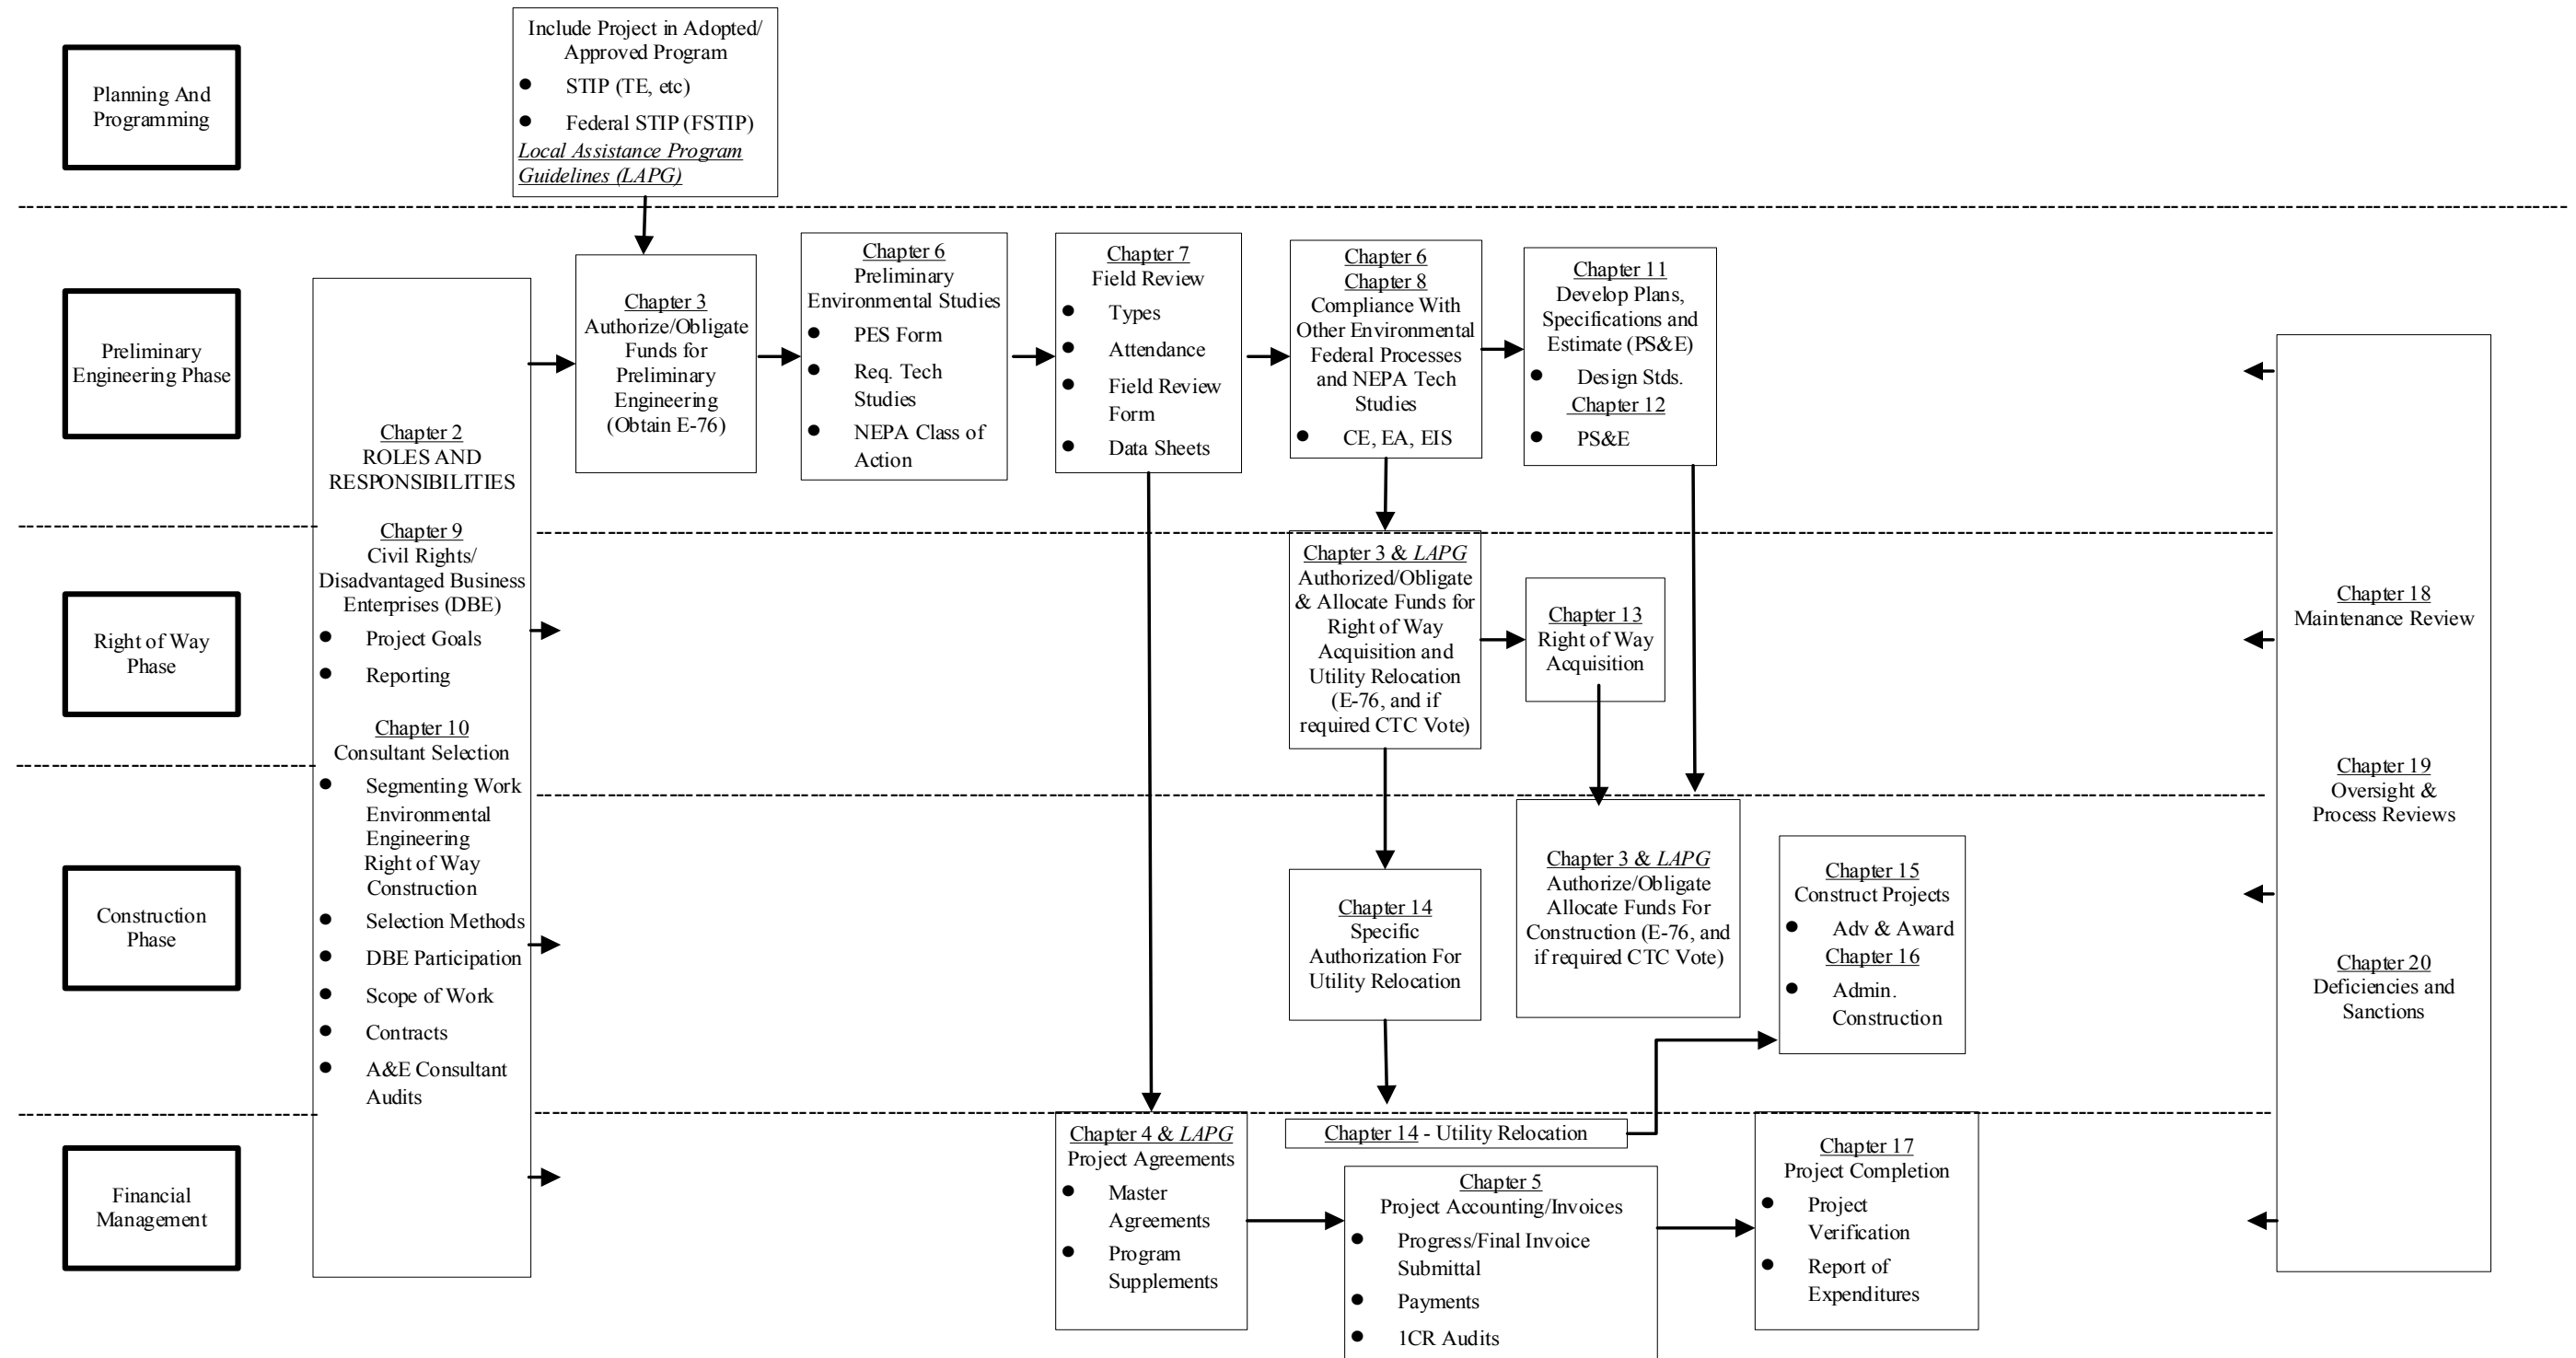 Include Project in Adopted/
Approved Program
● STIP (TE, etc)
● Federal STIP (FSTIP)
Local Assistance Program
Guidelines (LAPG)
Planning And
Programming
Preliminary
Engineering Phase
Right of Way
Phase
Construction
Phase
Financial
Management
Chapter 2
ROLES AND
RESPONSIBILITIES
Chapter 9
Civil Rights/
Disadvantaged Business
Enterprises (DBE)
● Project Goals
● Reporting
Chapter 10
Consultant Selection
● Segmenting Work
Environmental
Engineering
Right of Way
Construction
● Selection Methods
● DBE Participation
● Scope of Work
● Contracts
● A&E Consultant
Audits
Chapter 3
Authorize/Obligate
Funds for
Preliminary
Engineering
(Obtain E-76)
Chapter 6
Preliminary
Environmental Studies
● PES Form
● Req. Tech
Studies
● NEPA Class of
Action
Chapter 7
Field Review
● Types
● Attendance
● Field Review
Form
● Data Sheets
Chapter 6
Chapter 8
Compliance With
Other Environmental
Federal Processes
and NEPA Tech
Studies
● CE, EA, EIS
Chapter 11
Develop Plans,
Specifications and
Estimate (PS&E)
● Design Stds.
Chapter 12
● PS&E
Chapter 3 & LAPG
Authorized/Obligate
& Allocate Funds for
Right of Way
Acquisition and
Utility Relocation
(E-76, and if
required CTC Vote)
Chapter 13
Right of Way
Acquisition
Chapter 14
Specific
Authorization For
Utility Relocation
Chapter 3 & LAPG
Authorize/Obligate
Allocate Funds For
Construction (E-76, and
if required CTC Vote)
Chapter 15
Construct Projects
● Adv & Award
Chapter 16
● Admin.
Construction
Chapter 4 & LAPG
Project Agreements
● Master
Agreements
● Program
Supplements
Chapter 14 - Utility Relocation
Chapter 5
Project Accounting/Invoices
● Progress/Final Invoice
Submittal
● Payments
● 1CR Audits
Chapter 17
Project Completion
● Project
Verification
● Report of
Expenditures
Chapter 18
Maintenance Review
Chapter 19
Oversight &
Process Reviews
Chapter 20
Deficiencies and
Sanctions